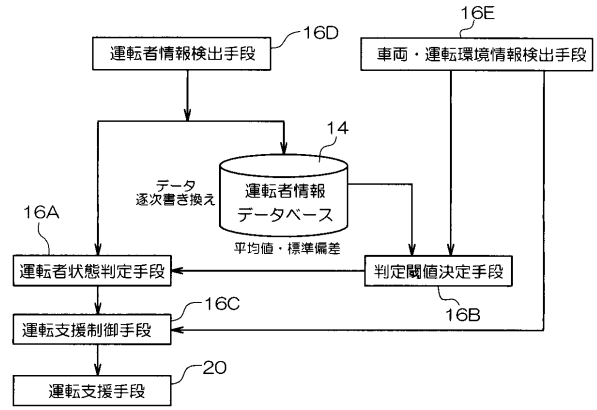 16D
運転者情報検出手段
16E
車両・運転環境情報検出手段
14
運転者情報
データベース
データ
逐次書き換え
平均値・標準偏差
16A
運転者状態判定手段
判定閾値決定手段
16B
16C
運転支援制御手段
20
運転支援手段